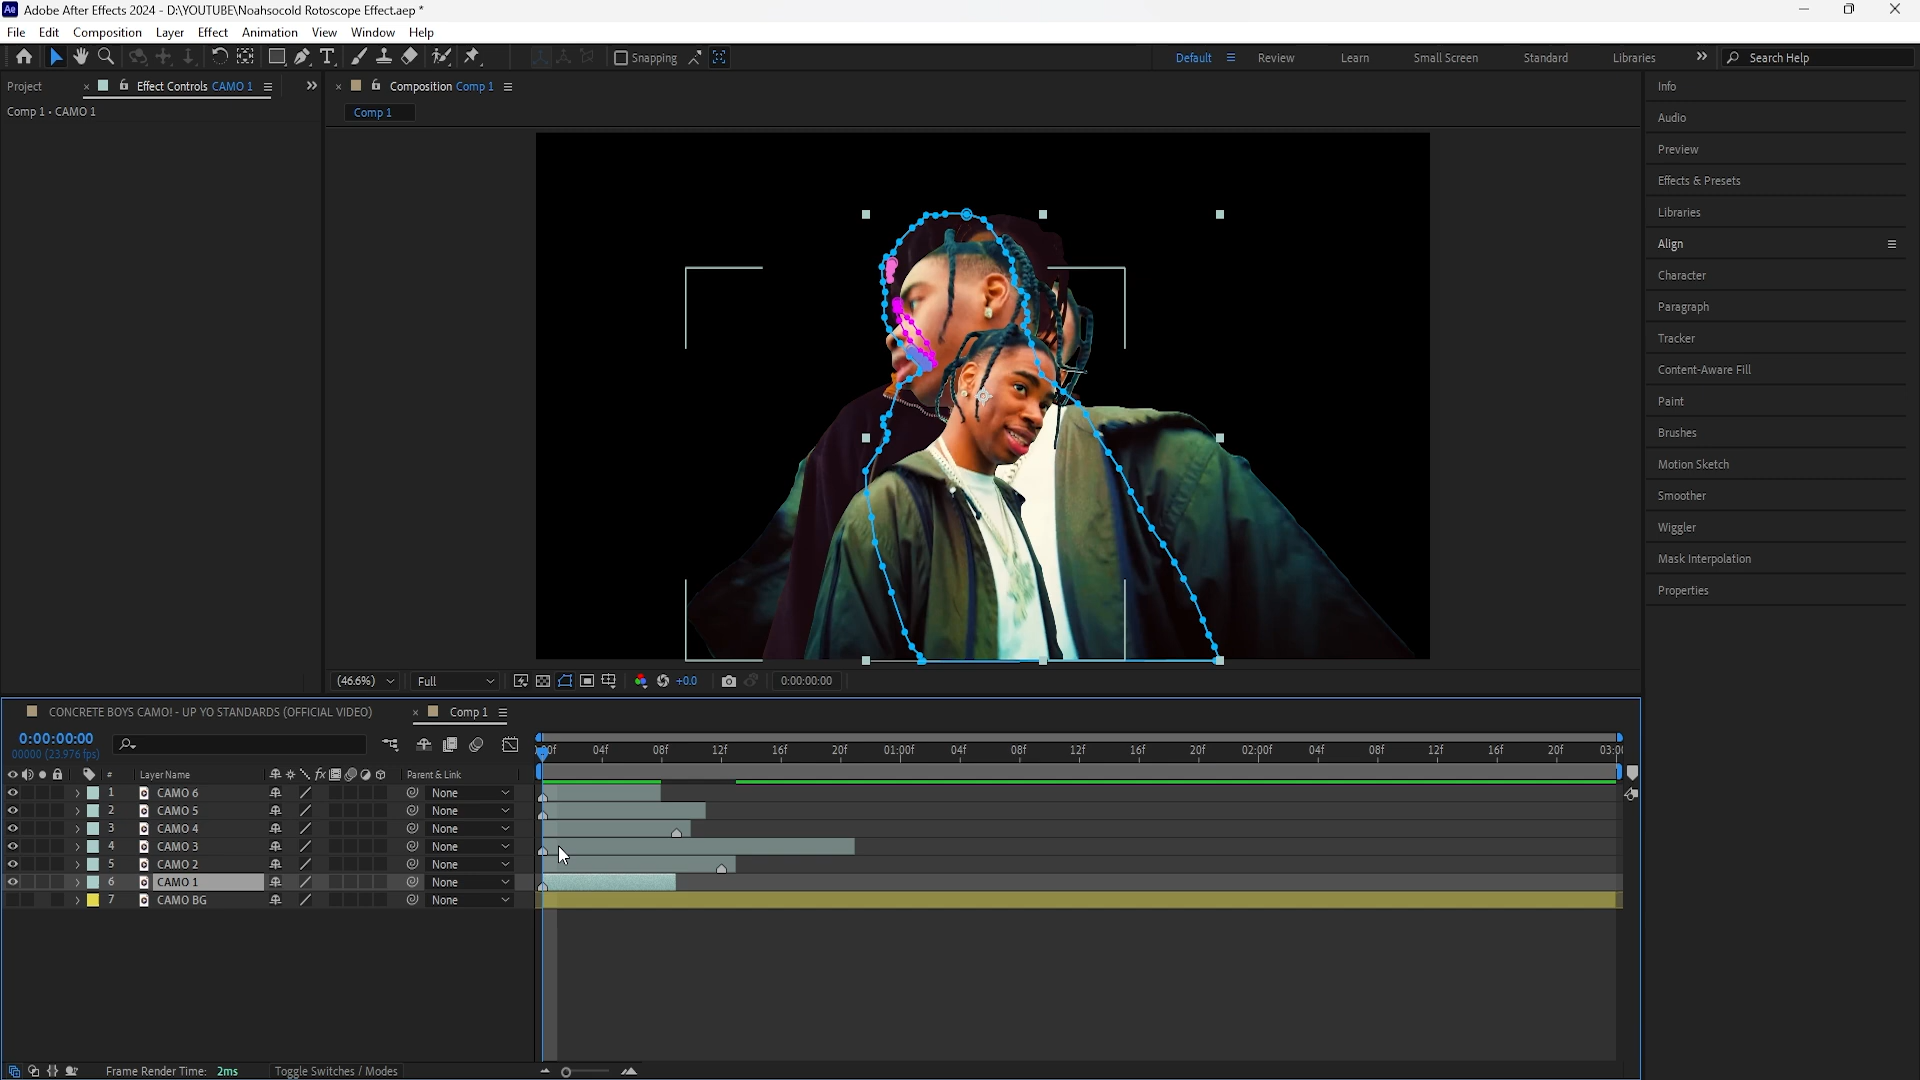 Adobe After Effects 2024 - D:\YOUTUBE\Noahsocold Rotoscope Effect.aep *
File Edit Composition Layer Effect Animation View Window Help
Snapping Default Review Learn Small Screen Standard Libraries Search Help
Project Effect Controls CAMO 1 Composition Comp 1 Info
Comp 1 • CAMO 1 Comp 1 Audio
Preview
Effects & Presets
Libraries
Align
Character
Paragraph
Tracker
Content-Aware Fill
Paint
Brushes
Motion Sketch
Smoother
Wiggler
Mask Interpolation
Properties
(46.6%) Full +0.0 0:00:00:00
CONCRETE BOYS CAMO! - UP YO STANDARDS (OFFICIAL VIDEO) Comp 1
0:00:00:00
00000 (23.976 fps)
:00f 04f 08f 12f 16f 20f 01:00f 04f 08f 12f 16f 20f 02:00f 04f 08f 12f 16f 20f 03:0
# Layer Name fx Parent & Link
1 CAMO 6 None
2 CAMO 5 None
3 CAMO 4 None
4 CAMO 3 None
5 CAMO 2 None
6 CAMO 1 None
7 CAMO BG None
Frame Render Time: 2ms Toggle Switches / Modes